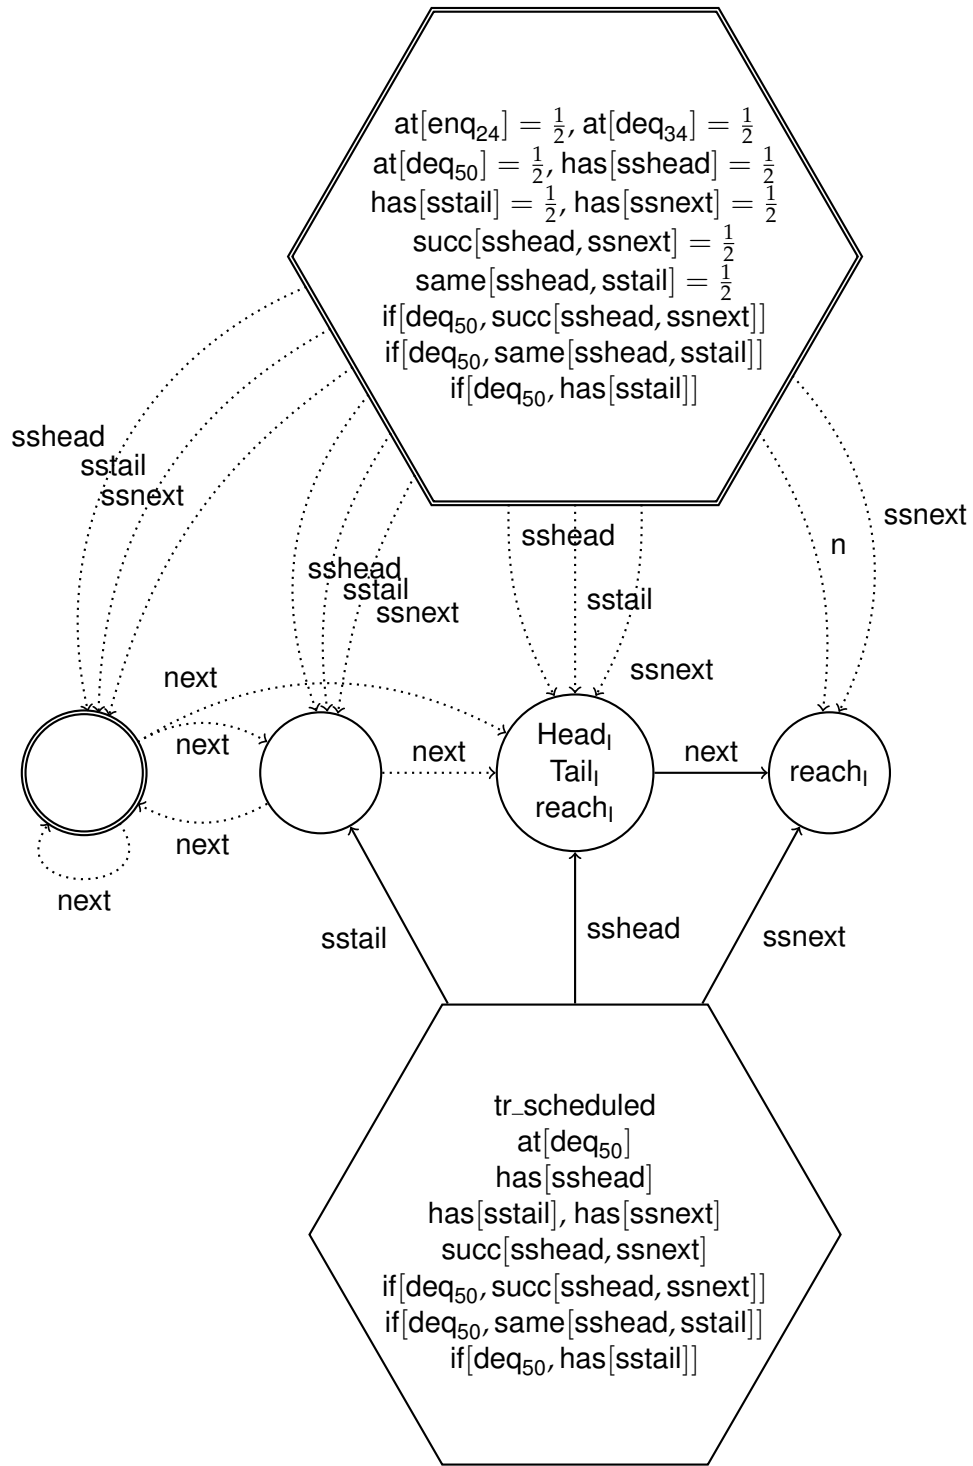 at[enq₂₄] = ½, at[deq₃₄] = ½
at[deq₅₀] = ½, has[sshead] = ½
has[sstail] = ½, has[ssnext] = ½
succ[sshead, ssnext] = ½
same[sshead, sstail] = ½
if[deq₅₀, succ[sshead, ssnext]]
if[deq₅₀, same[sshead, sstail]]
if[deq₅₀, has[sstail]]
sshead
sstail
ssnext
sshead
sstail
ssnext
sshead
sstail
ssnext
n
ssnext
next
next
next
next
next
next
Headₗ
Tailₗ
reachₗ
reachₗ
sstail
sshead
ssnext
tr_scheduled
at[deq₅₀]
has[sshead]
has[sstail], has[ssnext]
succ[sshead, ssnext]
if[deq₅₀, succ[sshead, ssnext]]
if[deq₅₀, same[sshead, sstail]]
if[deq₅₀, has[sstail]]